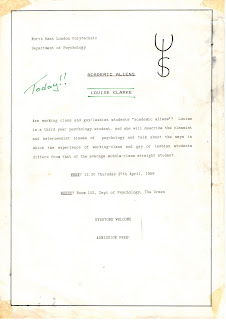 North East London Polytechnic
Department of Psychology
Today!!
ACADEMIC ALIENS
LOUISE CLARKE
Are working class and gay/lesbian students "academic aliens"? Louise
is a third year psychology student, and she will describe the classist
and heterosexist biases of psychology and talk about the ways in
which the experience of working-class and gay or lesbian students
differs from that of the average middle-class straight student
WHEN? 12.30 Thursday 27th April, 1989
WHERE? Room 112, Dept of Psychology, The Green
EVERYONE WELCOME
ADMISSION FREE!